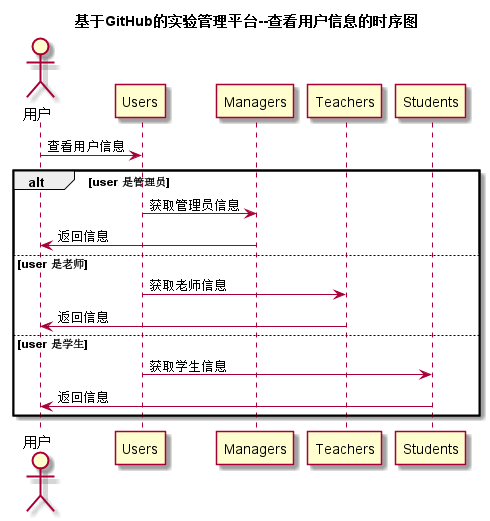 基于GitHub的实验管理平台--查看用户信息的时序图
用户
Users
Managers
Teachers
Students
查看用户信息
alt
[user 是管理员]
获取管理员信息
返回信息
[user 是老师]
获取老师信息
返回信息
[user 是学生]
获取学生信息
返回信息
用户
Users
Managers
Teachers
Students